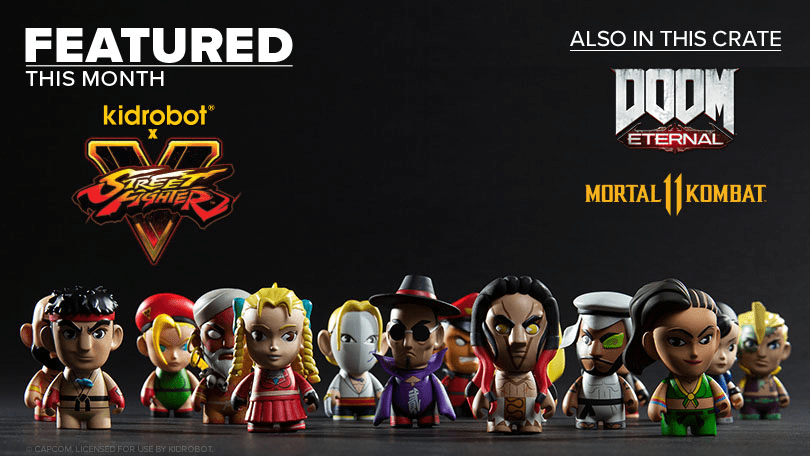 FEATURED
THIS MONTH
kidrobot®
x
V
STREET
FIGHTER
ALSO IN THIS CRATE
DOOM
ETERNAL
MORTAL 11 KOMBAT
© CAPCOM, LICENSED FOR USE BY KIDROBOT.